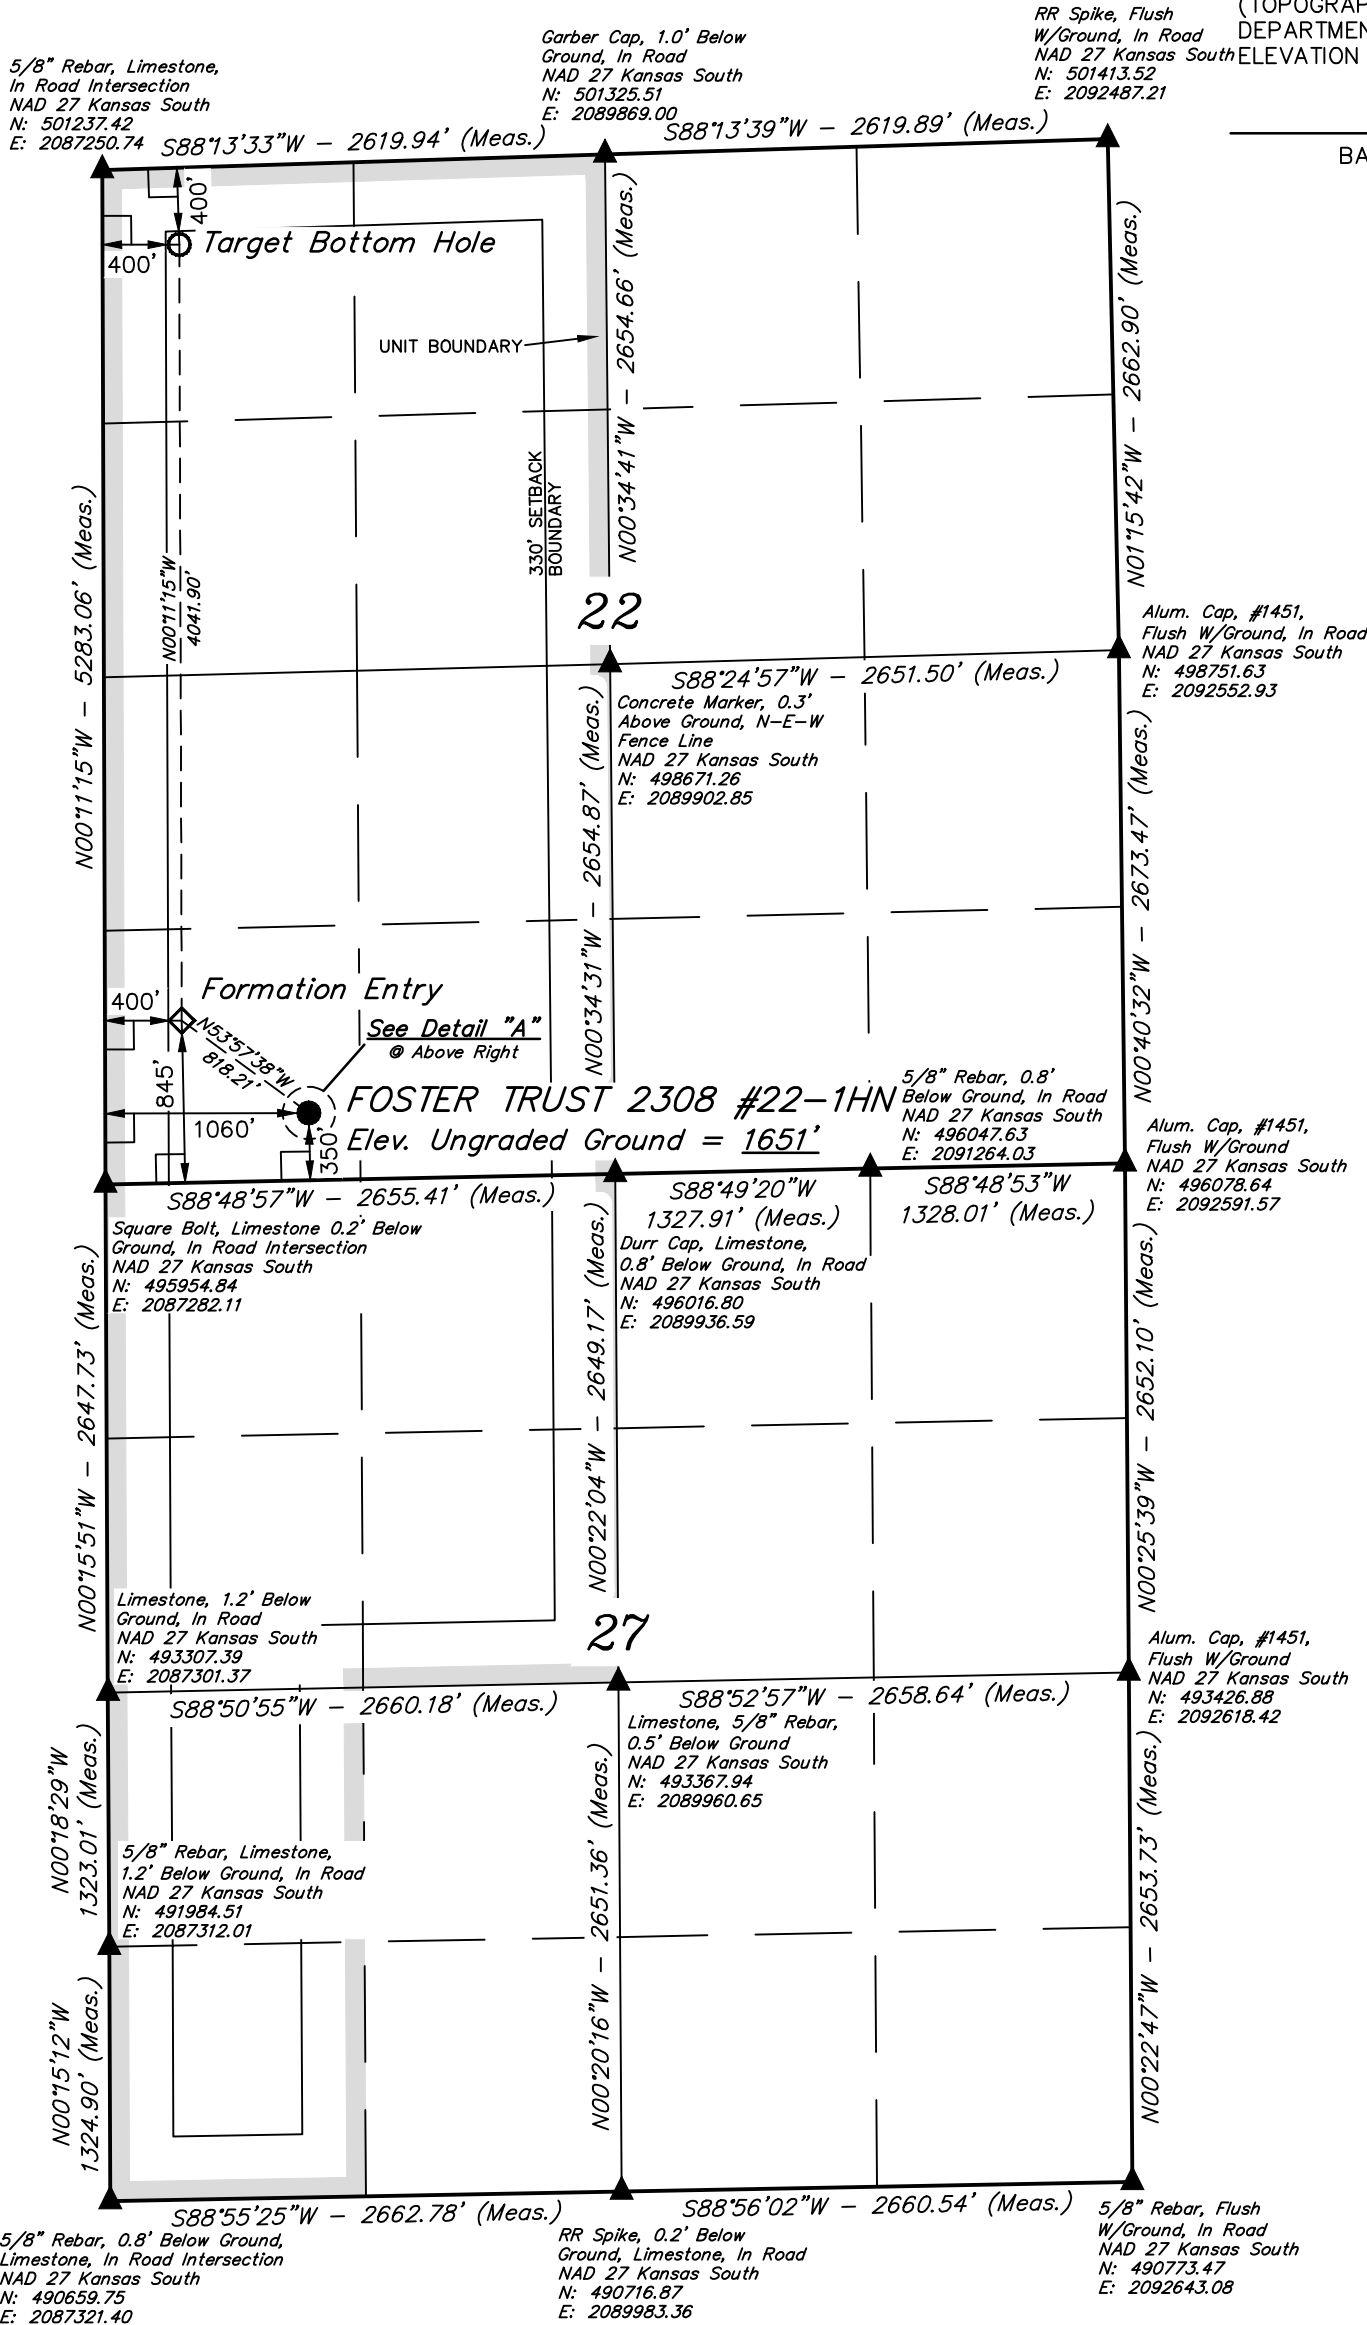 (TOPOGRAP
DEPARTMEN
ELEVATION
BA
RR Spike, Flush
W/Ground, In Road
NAD 27 Kansas South
N: 501413.52
E: 2092487.21
Garber Cap, 1.0' Below
Ground, In Road
NAD 27 Kansas South
N: 501325.51
E: 2089869.00
5/8" Rebar, Limestone,
In Road Intersection
NAD 27 Kansas South
N: 501237.42
E: 2087250.74
S88°13'33"W – 2619.94' (Meas.)
S88°13'39"W – 2619.89' (Meas.)
400'
400'
Target Bottom Hole
UNIT BOUNDARY
N00°34'41"W – 2654.66' (Meas.)
N01°15'42"W – 2662.90' (Meas.)
330' SETBACK
BOUNDARY
N00°11'15"W – 5283.06' (Meas.)
N00°11'15"W
4041.90'
22
Alum. Cap, #1451,
Flush W/Ground, In Road
NAD 27 Kansas South
N: 498751.63
E: 2092552.93
S88°24'57"W – 2651.50' (Meas.)
Concrete Marker, 0.3'
Above Ground, N–E–W
Fence Line
NAD 27 Kansas South
N: 498671.26
E: 2089902.85
N00°34'31"W – 2654.87' (Meas.)
N00°40'32"W – 2673.47' (Meas.)
Formation Entry
400'
N53°57'38"W
818.21'
See Detail "A"
@ Above Right
845'
1060'
350'
FOSTER TRUST 2308 #22–1HN
Elev. Ungraded Ground = 1651'
5/8" Rebar, 0.8'
Below Ground, In Road
NAD 27 Kansas South
N: 496047.63
E: 2091264.03
Alum. Cap, #1451,
Flush W/Ground
NAD 27 Kansas South
N: 496078.64
E: 2092591.57
S88°48'57"W – 2655.41' (Meas.)
S88°49'20"W
1327.91' (Meas.)
S88°48'53"W
1328.01' (Meas.)
Square Bolt, Limestone 0.2' Below
Ground, In Road Intersection
NAD 27 Kansas South
N: 495954.84
E: 2087282.11
Durr Cap, Limestone,
0.8' Below Ground, In Road
NAD 27 Kansas South
N: 496016.80
E: 2089936.59
N00°15'51"W – 2647.73' (Meas.)
N00°22'04"W – 2649.17' (Meas.)
N00°25'39"W – 2652.10' (Meas.)
Limestone, 1.2' Below
Ground, In Road
NAD 27 Kansas South
N: 493307.39
E: 2087301.37
27
Alum. Cap, #1451,
Flush W/Ground
NAD 27 Kansas South
N: 493426.88
E: 2092618.42
S88°50'55"W – 2660.18' (Meas.)
S88°52'57"W – 2658.64' (Meas.)
Limestone, 5/8" Rebar,
0.5' Below Ground
NAD 27 Kansas South
N: 493367.94
E: 2089960.65
N00°18'29"W
1323.01' (Meas.)
5/8" Rebar, Limestone,
1.2' Below Ground, In Road
NAD 27 Kansas South
N: 491984.51
E: 2087312.01
N00°20'16"W – 2651.36' (Meas.)
N00°22'47"W – 2653.73' (Meas.)
N00°15'12"W
1324.90' (Meas.)
S88°55'25"W – 2662.78' (Meas.)
S88°56'02"W – 2660.54' (Meas.)
5/8" Rebar, 0.8' Below Ground,
Limestone, In Road Intersection
NAD 27 Kansas South
N: 490659.75
E: 2087321.40
RR Spike, 0.2' Below
Ground, Limestone, In Road
NAD 27 Kansas South
N: 490716.87
E: 2089983.36
5/8" Rebar, Flush
W/Ground, In Road
NAD 27 Kansas South
N: 490773.47
E: 2092643.08